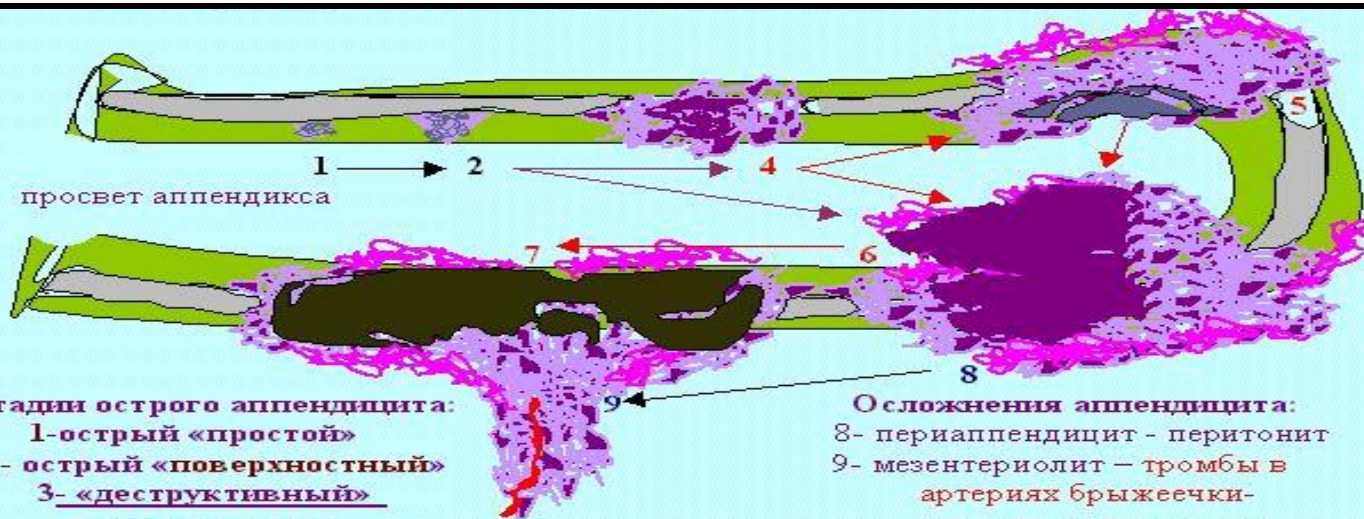 1 2 4 5
просвет аппендикса
7 6
8
9
стадии острого аппендицита:
1-острый «простой»
- острый «поверхностный»
3- «деструктивный»
Осложнения аппендицита:
8- периаппендицит - перитонит
9- мезентериолит – тромбы в
артериях брыжеечки-